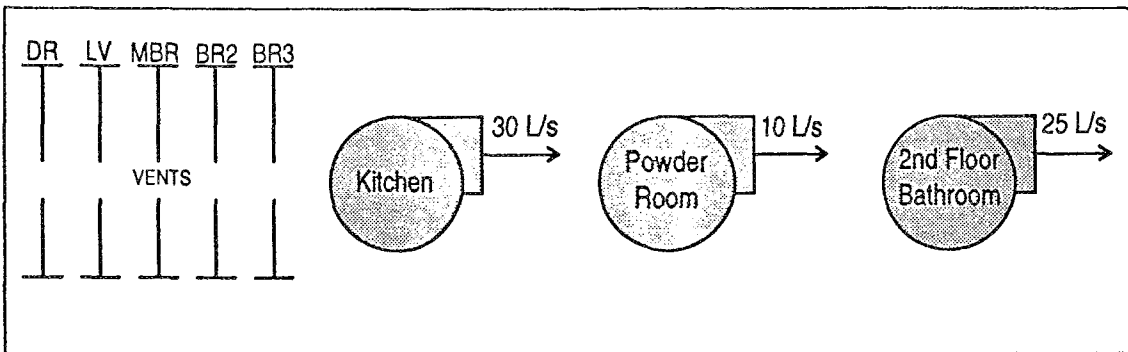 DR LV MBR BR2 BR3
VENTS
Kitchen
30 L/s
Powder
Room
10 L/s
2nd Floor
Bathroom
25 L/s